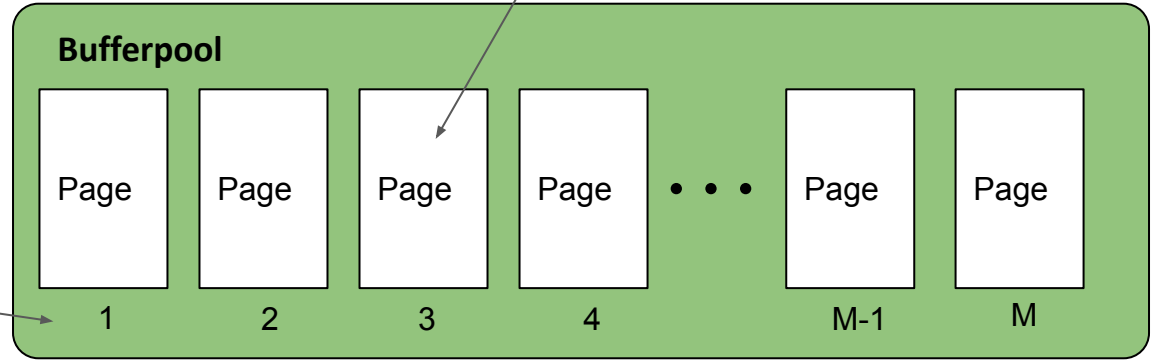 Bufferpool
Page Page Page Page • • • Page Page
1 2 3 4 M-1 M